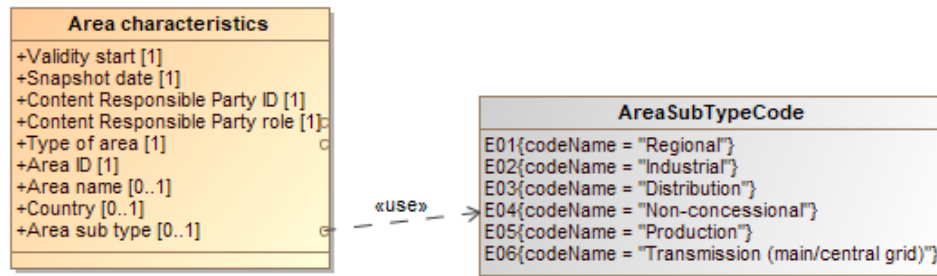 Area characteristics
+Validity start [1]
+Snapshot date [1]
+Content Responsible Party ID [1]
+Content Responsible Party role [1]
+Type of area [1]
+Area ID [1]
+Area name [0..1]
+Country [0..1]
+Area sub type [0..1]
«use»
AreaSubTypeCode
E01{codeName = "Regional"}
E02{codeName = "Industrial"}
E03{codeName = "Distribution"}
E04{codeName = "Non-concessional"}
E05{codeName = "Production"}
E06{codeName = "Transmission (main/central grid)"}